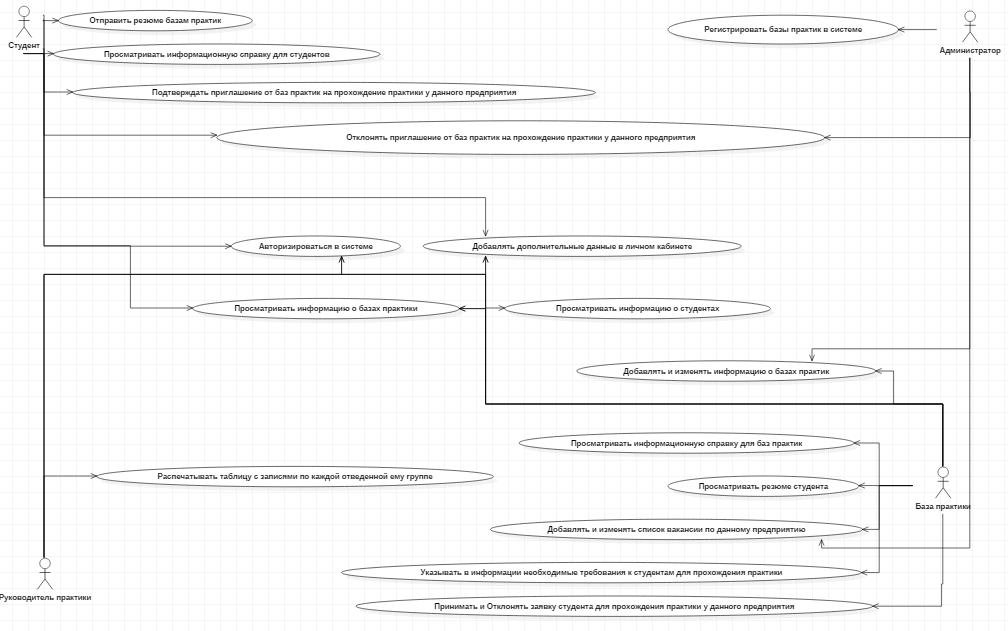 Отправить резюме базам практик
Регистрировать базы практик в системе
Студент
Администратор
Просматривать информационную справку для студентов
Подтверждать приглашение от баз практик на прохождение практики у данного предприятия
Отклонять приглашение от баз практик на прохождение практики у данного предприятия
Авторизироваться в системе
Добавлять дополнительные данные в личном кабинете
Просматривать информацию о базах практики
Просматривать информацию о студентах
Добавлять и изменять информацию о базах практик
Просматривать информационную справку для баз практик
Распечатывать таблицу с записями по каждой отведенной ему группе
Просматривать резюме студента
База практики
Добавлять и изменять список вакансии по данному предприятию
Указывать в информации необходимые требования к студентам для прохождения практики
Руководитель практики
Принимать и Отклонять заявку студента для прохождения практики у данного предприятия